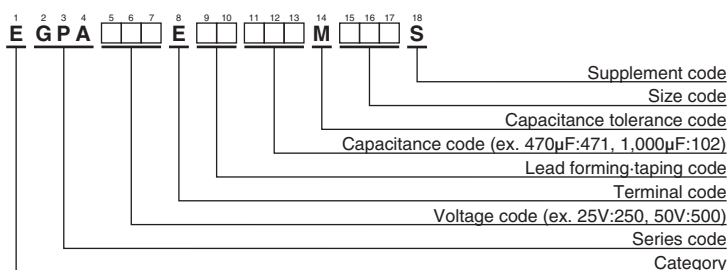 1 2 3 4 5 6 7 8 9 10 11 12 13 14 15 16 17 18
E GPA E M S
Supplement code
Size code
Capacitance tolerance code
Capacitance code (ex. 470µF:471, 1,000µF:102)
Lead forming·taping code
Terminal code
Voltage code (ex. 25V:250, 50V:500)
Series code
Category